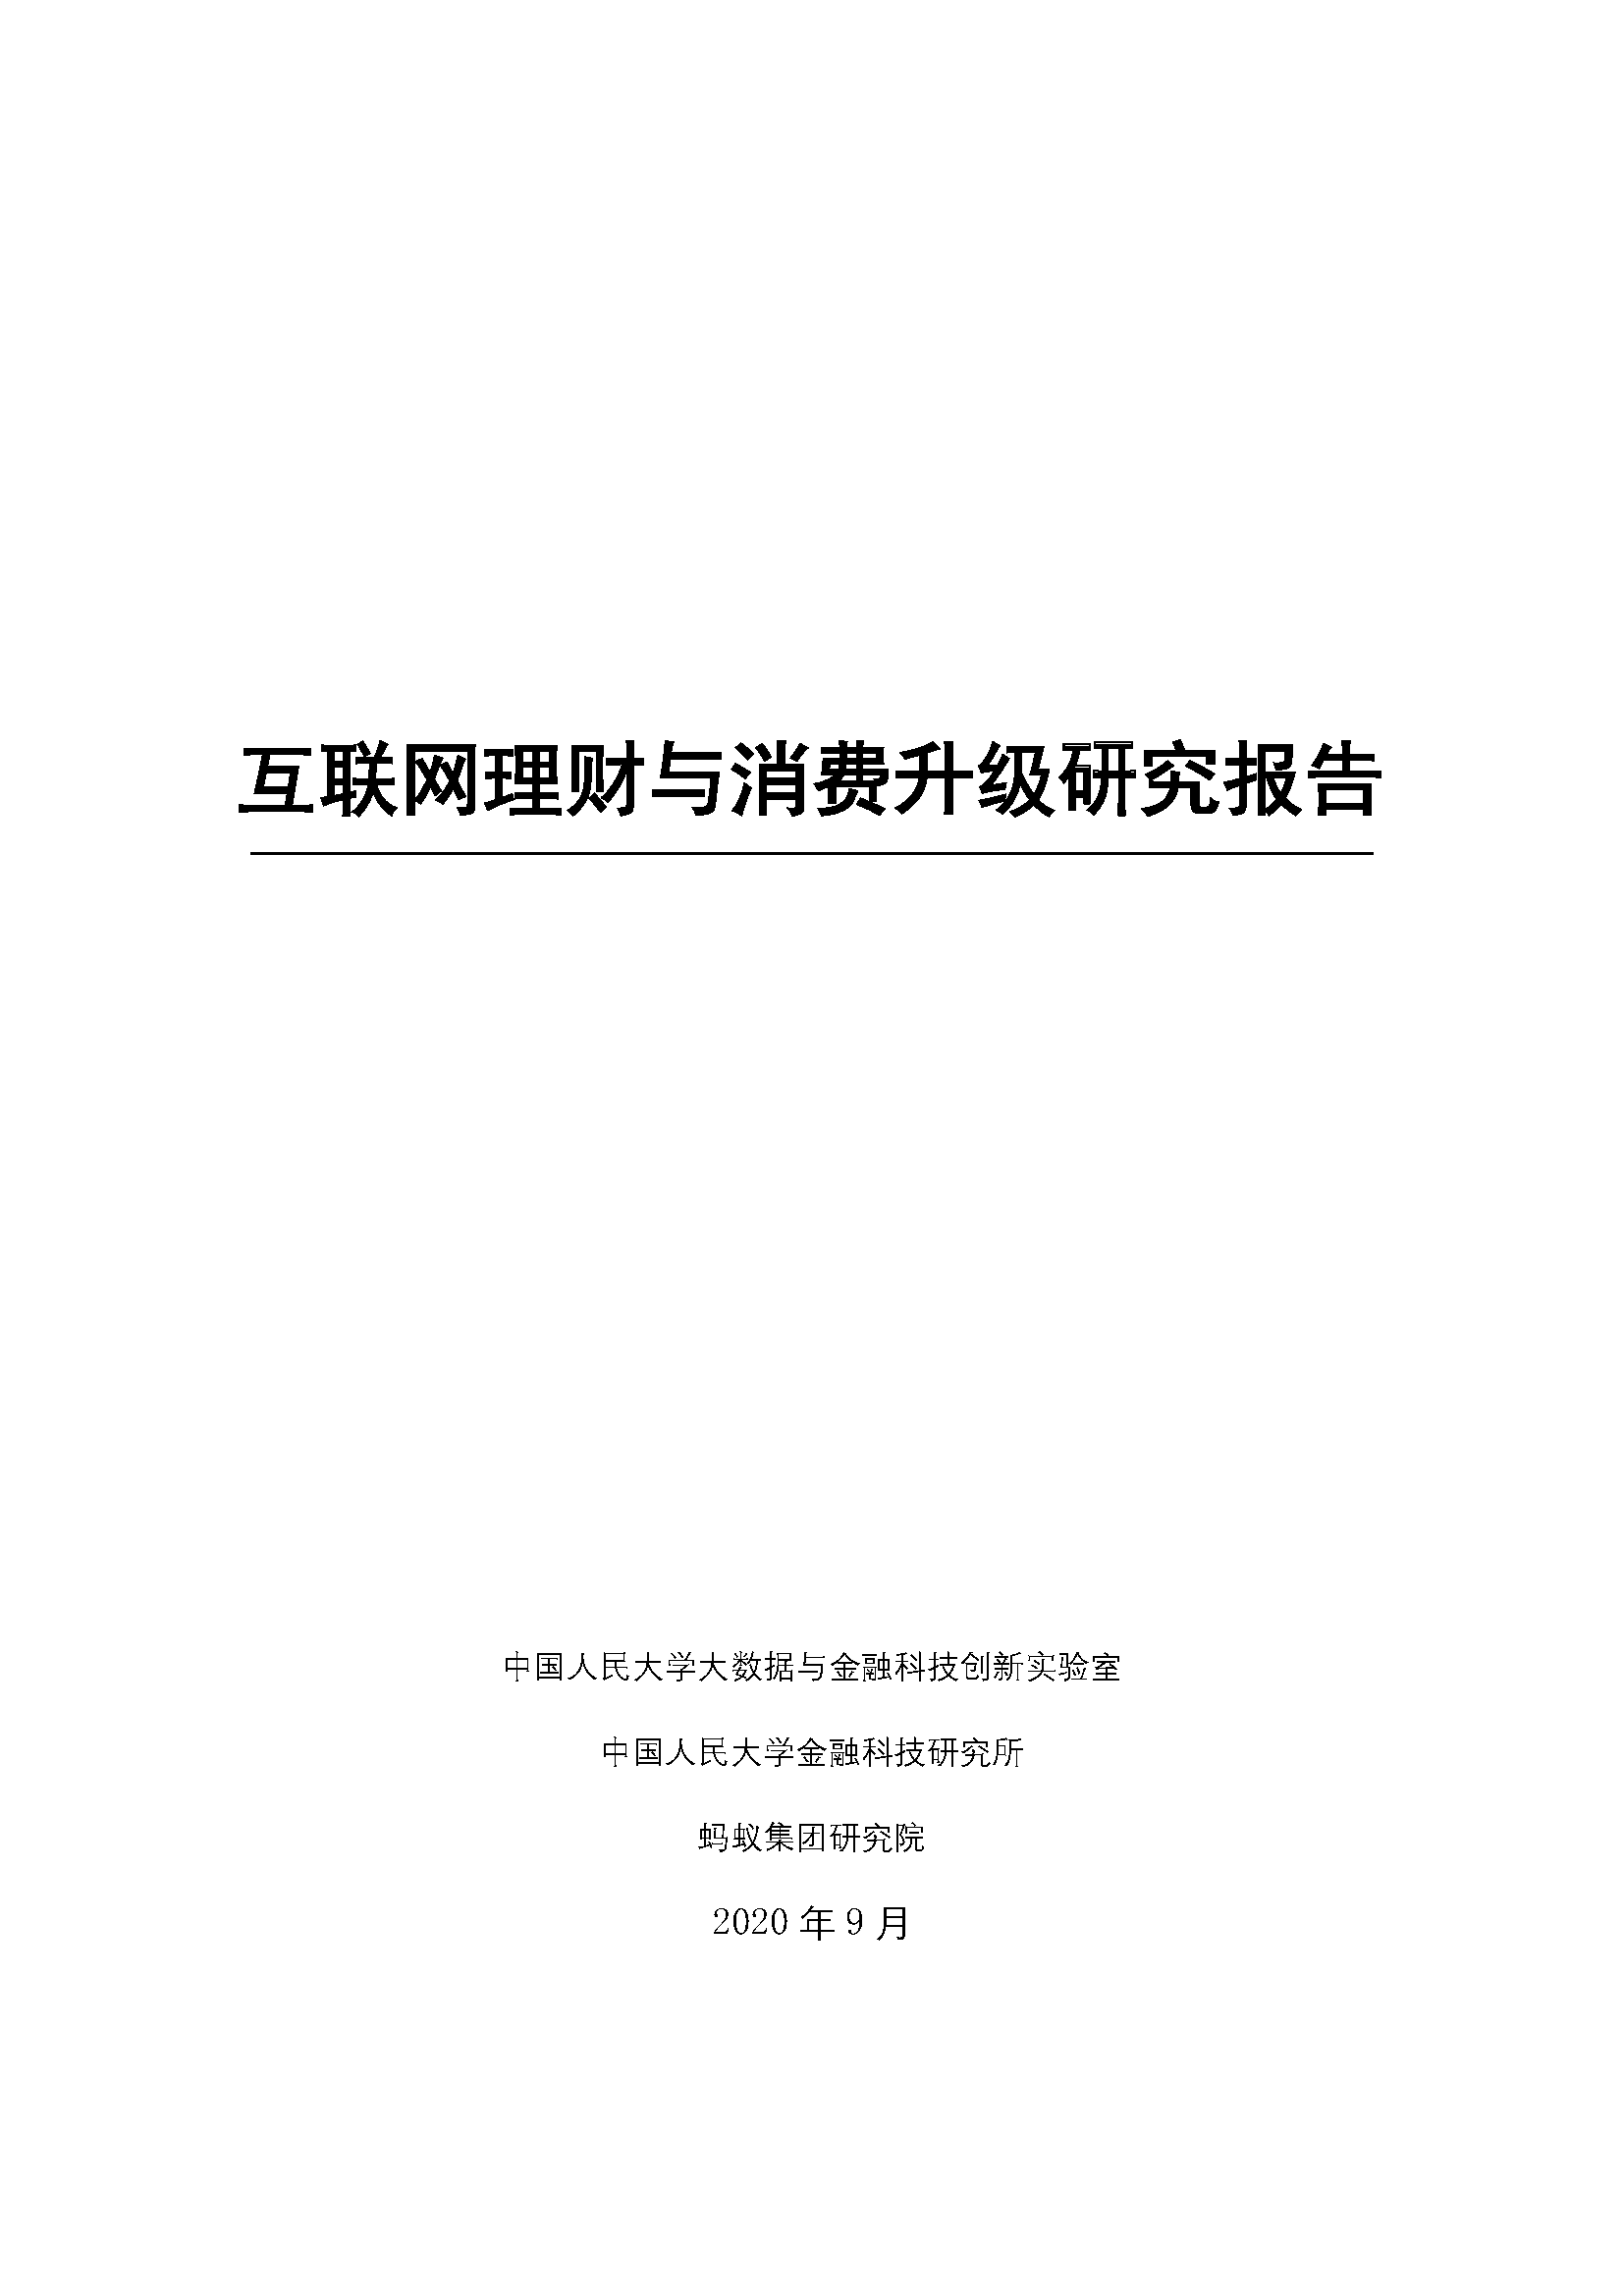 互联网理财与消费升级研究报告
中国人民大学大数据与金融科技创新实验室
中国人民大学金融科技研究所
蚂蚁集团研究院
2020 年 9 月